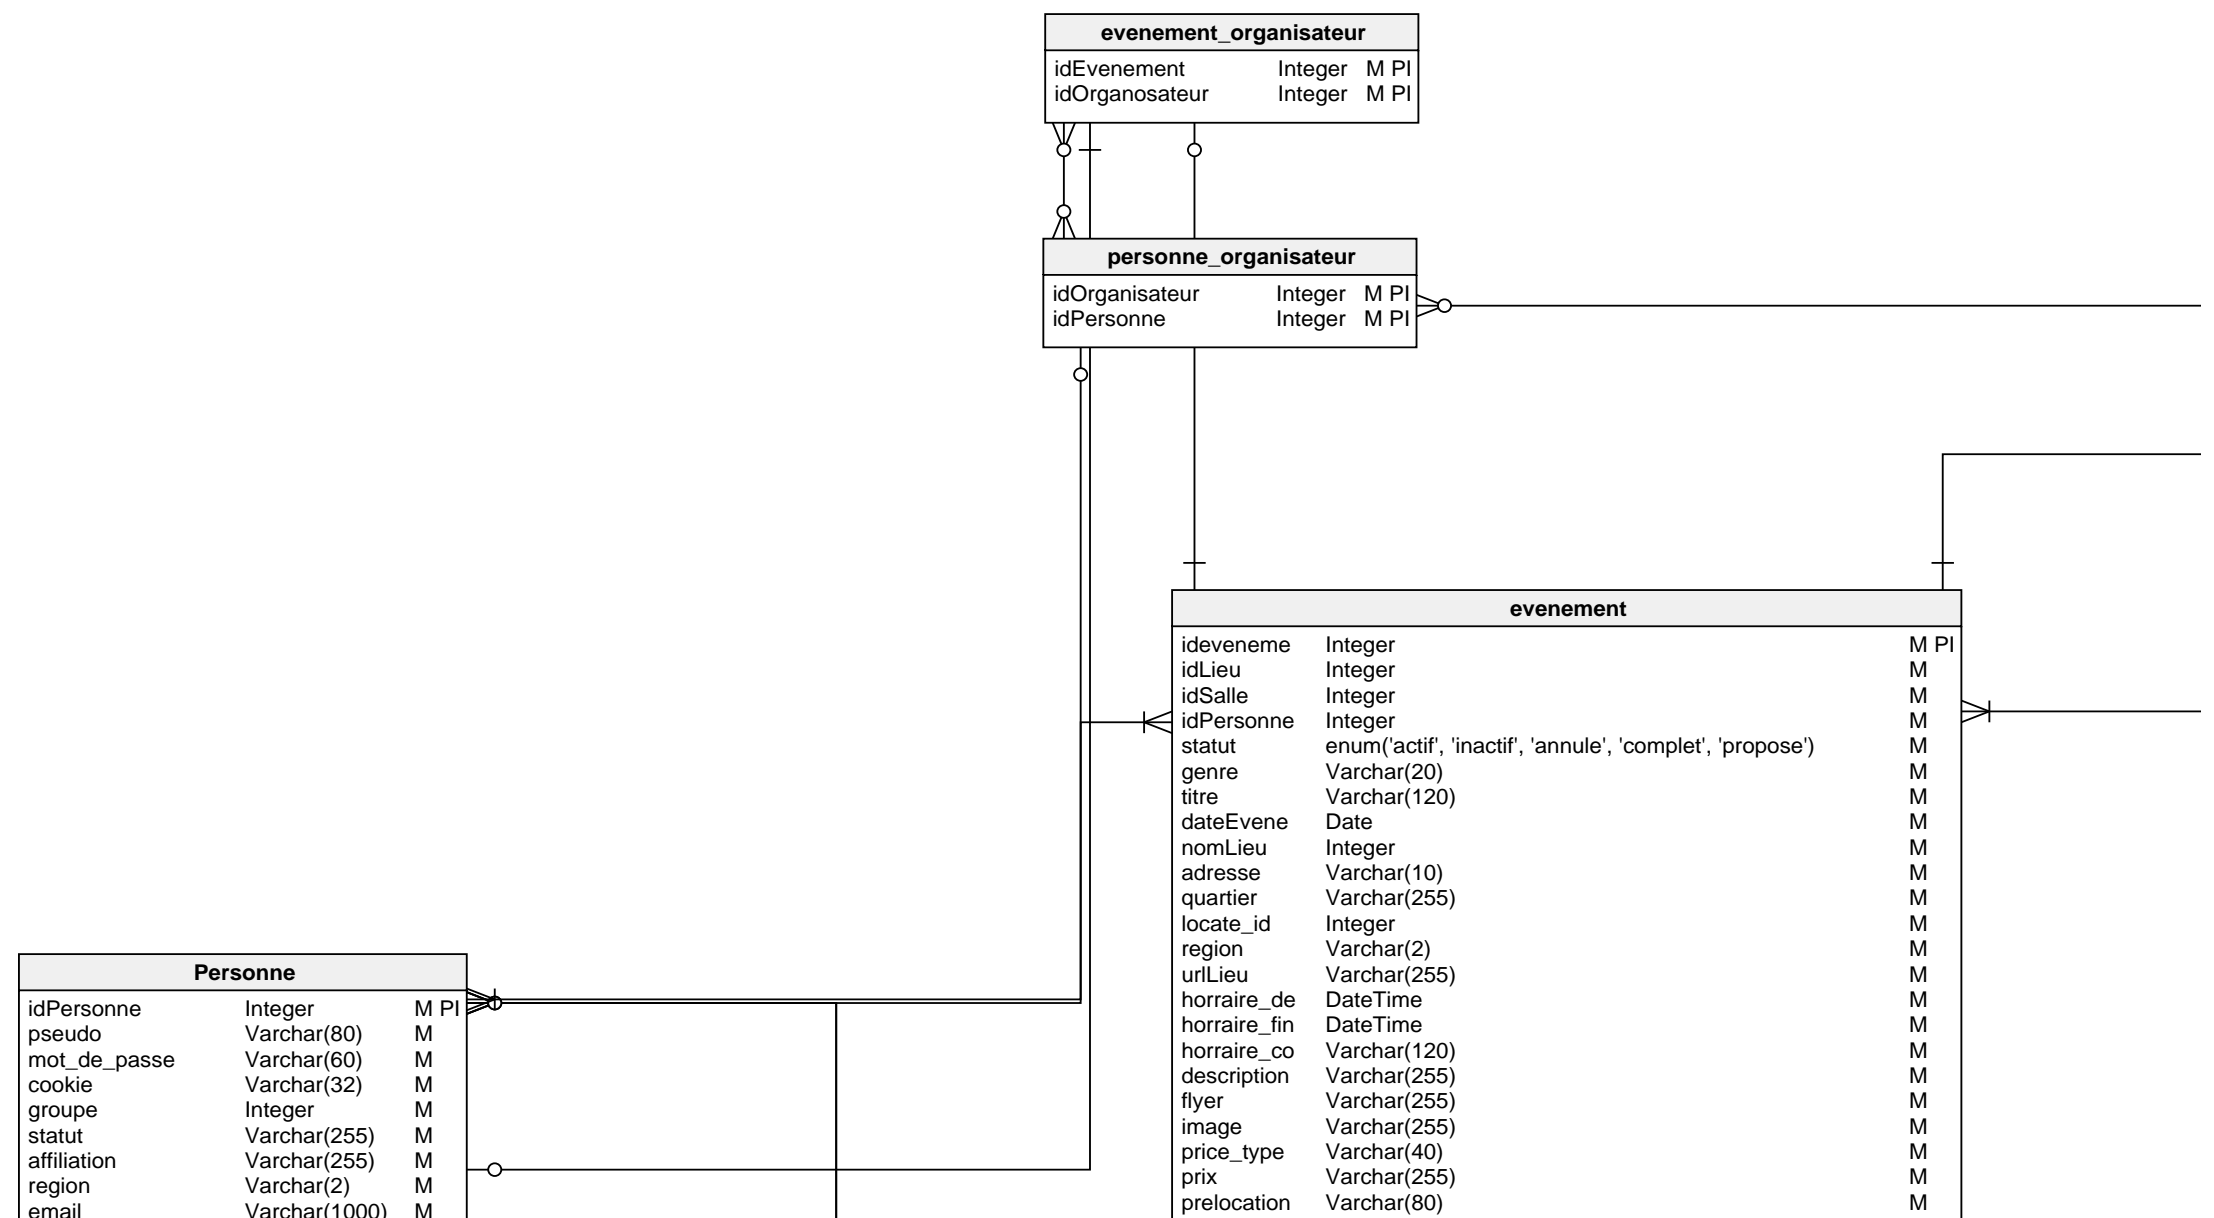 evenement_organisateur
idEvenement Integer M PI
idOrganosateur Integer M PI
personne_organisateur
idOrganisateur Integer M PI
idPersonne Integer M PI
evenement
ideveneme Integer M PI
idLieu Integer M
idSalle Integer M
idPersonne Integer M
statut enum('actif', 'inactif', 'annule', 'complet', 'propose') M
genre Varchar(20) M
titre Varchar(120) M
dateEvene Date M
nomLieu Integer M
adresse Varchar(10) M
quartier Varchar(255) M
locate_id Integer M
region Varchar(2) M
urlLieu Varchar(255) M
horraire_de DateTime M
horraire_fin DateTime M
horraire_co Varchar(120) M
description Varchar(255) M
flyer Varchar(255) M
image Varchar(255) M
price_type Varchar(40) M
prix Varchar(255) M
prelocation Varchar(80) M
Personne
idPersonne Integer M PI
pseudo Varchar(80) M
mot_de_passe Varchar(60) M
cookie Varchar(32) M
groupe Integer M
statut Varchar(255) M
affiliation Varchar(255) M
region Varchar(2) M
email Varchar(1000) M